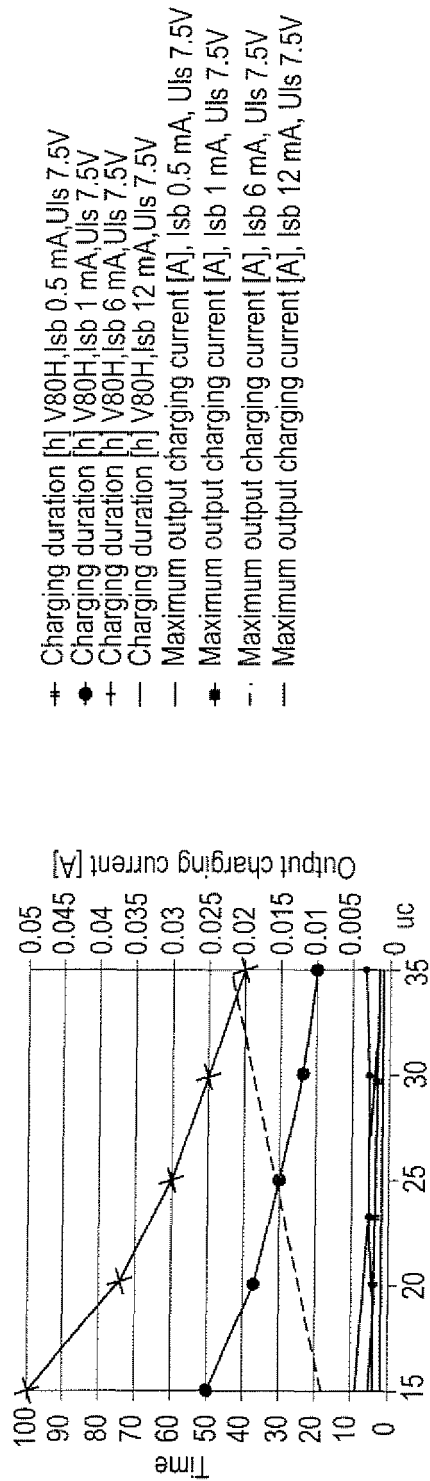 Charging duration [h] V80H,Isb 0.5 mA,Uls 7.5V
Charging duration [h] V80H,Isb 1 mA,Uls 7.5V
Charging duration [h] V80H,Isb 6 mA,Uls 7.5V
Charging duration [h] V80H,Isb 12 mA,Uls 7.5V
Maximum output charging current [A], Isb 0.5 mA, Uls 7.5V
Maximum output charging current [A], Isb 1 mA, Uls 7.5V
Maximum output charging current [A], Isb 6 mA, Uls 7.5V
Maximum output charging current [A], Isb 12 mA, Uls 7.5V
Time
100
90
80
70
60
50
40
30
20
10
0
15
20
25
30
35
uc
0.05
0.045
0.04
0.035
0.03
0.025
0.02
0.015
0.01
0.005
0
Output charging current [A]